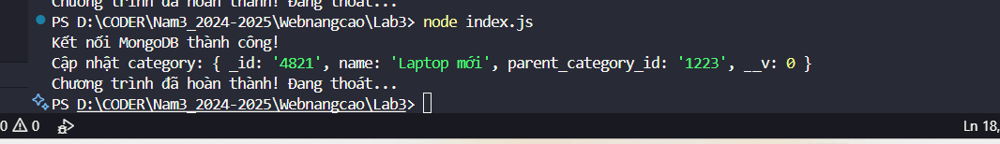 Chương trình đã hoàn thành! Đang thoát...
PS D:\CODER\Nam3_2024-2025\Webnangcao\Lab3> node index.js
Kết nối MongoDB thành công!
Cập nhật category: { _id: '4821', name: 'Laptop mới', parent_category_id: '1223', __v: 0 }
Chương trình đã hoàn thành! Đang thoát...
PS D:\CODER\Nam3_2024-2025\Webnangcao\Lab3>
0 0 Ln 18,